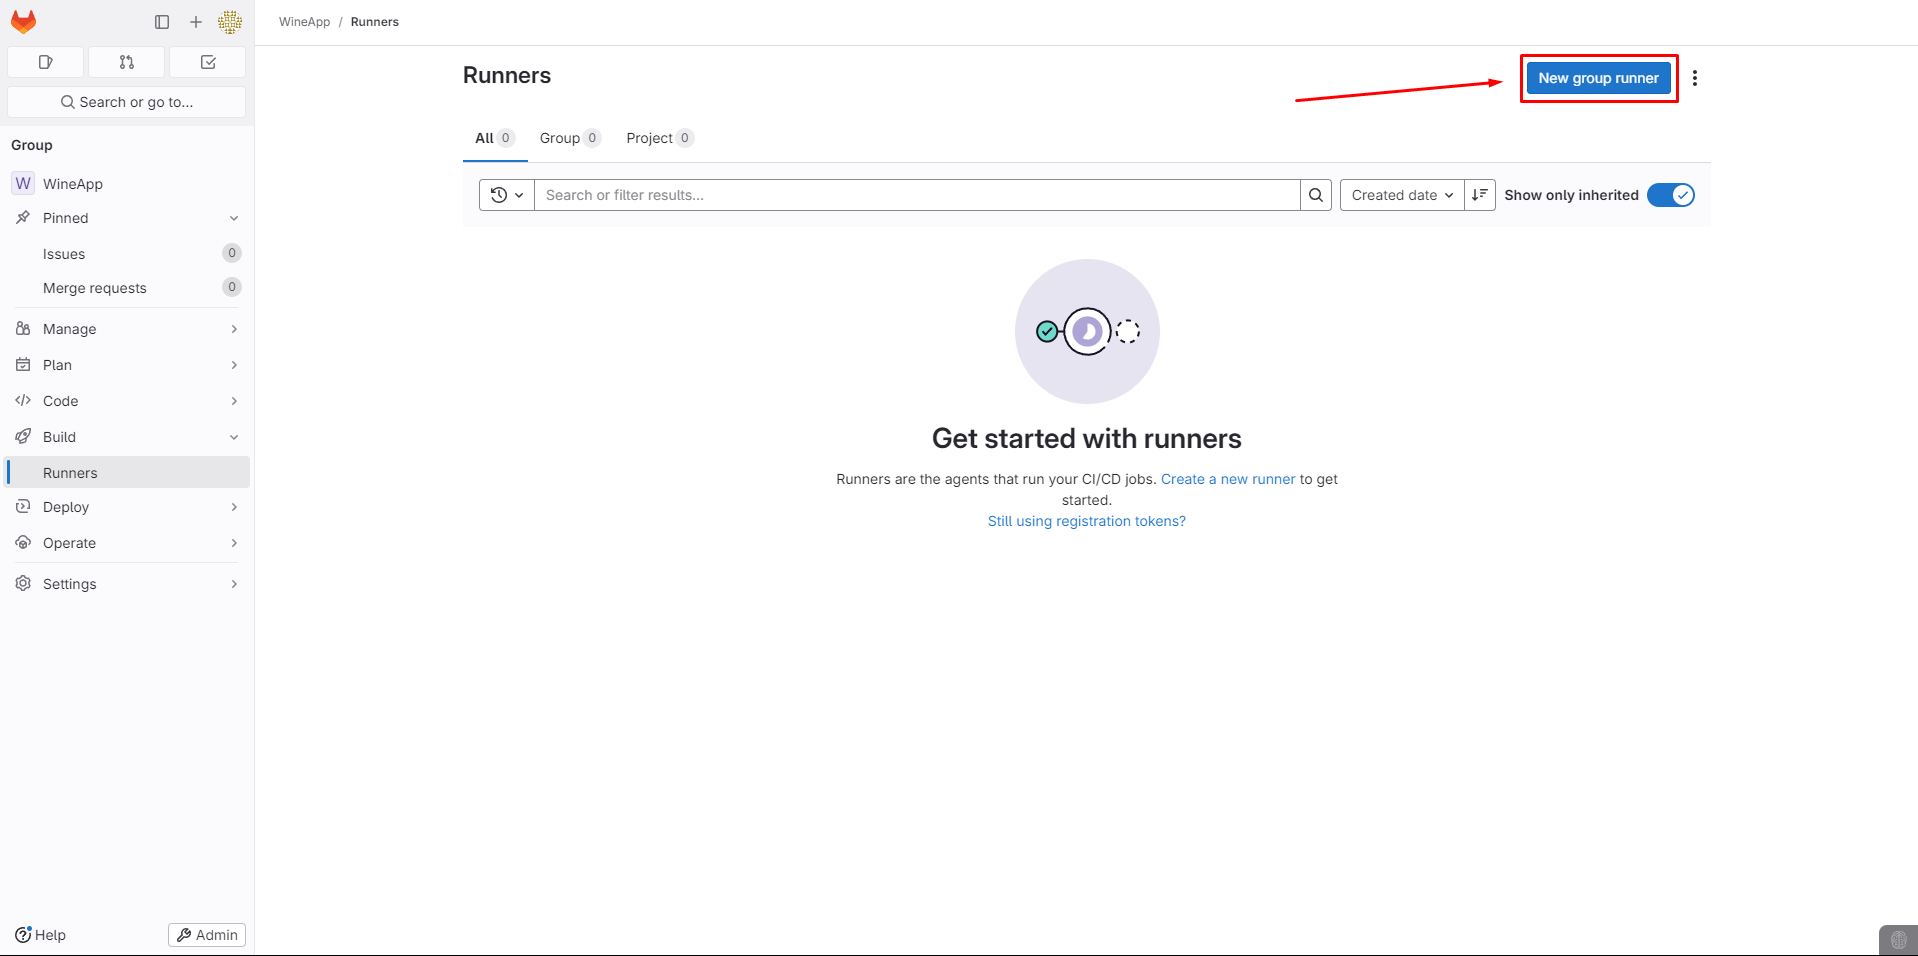 WineApp / Runners
Search or go to...
Group
W WineApp
Pinned
Issues 0
Merge requests 0
Manage
Plan
Code
Build
Runners
Deploy
Operate
Settings
Help
Admin
Runners
New group runner
All 0 Group 0 Project 0
Search or filter results...
Created date
Show only inherited
Get started with runners
Runners are the agents that run your CI/CD jobs. Create a new runner to get
started.
Still using registration tokens?